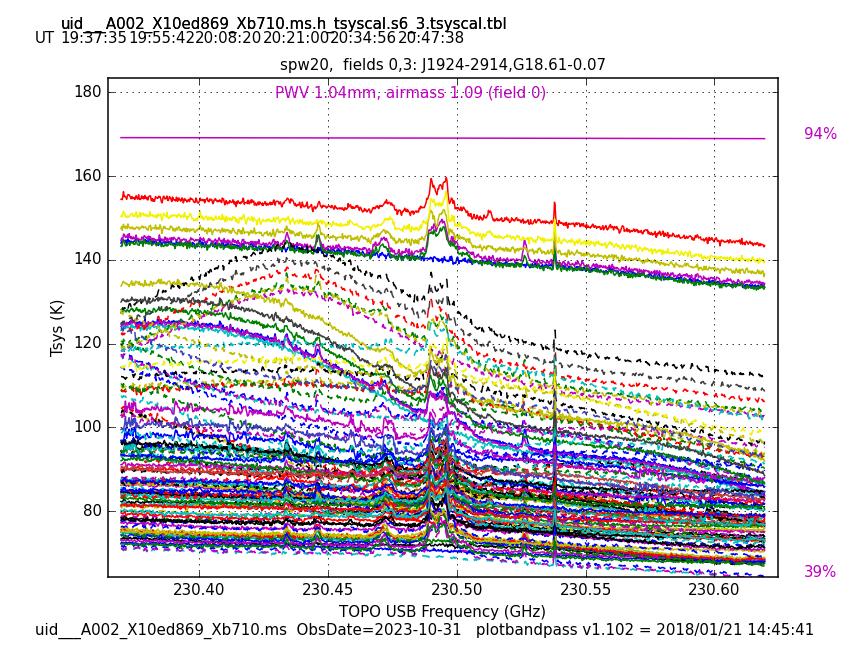 uid___A002_X10ed869_Xb710.ms.h_tsyscal.s6_3.tsyscal.tbl
UT 19:37:35 19:55:42 20:08:20 20:21:00 20:34:56 20:47:38
spw20,  fields 0,3: J1924-2914,G18.61-0.07
PWV 1.04mm, airmass 1.09 (field 0)
180
160
140
120
100
80
Tsys (K)
94%
39%
230.40 230.45 230.50 230.55 230.60
TOPO USB Frequency (GHz)
uid___A002_X10ed869_Xb710.ms  ObsDate=2023-10-31   plotbandpass v1.102 = 2018/01/21 14:45:41